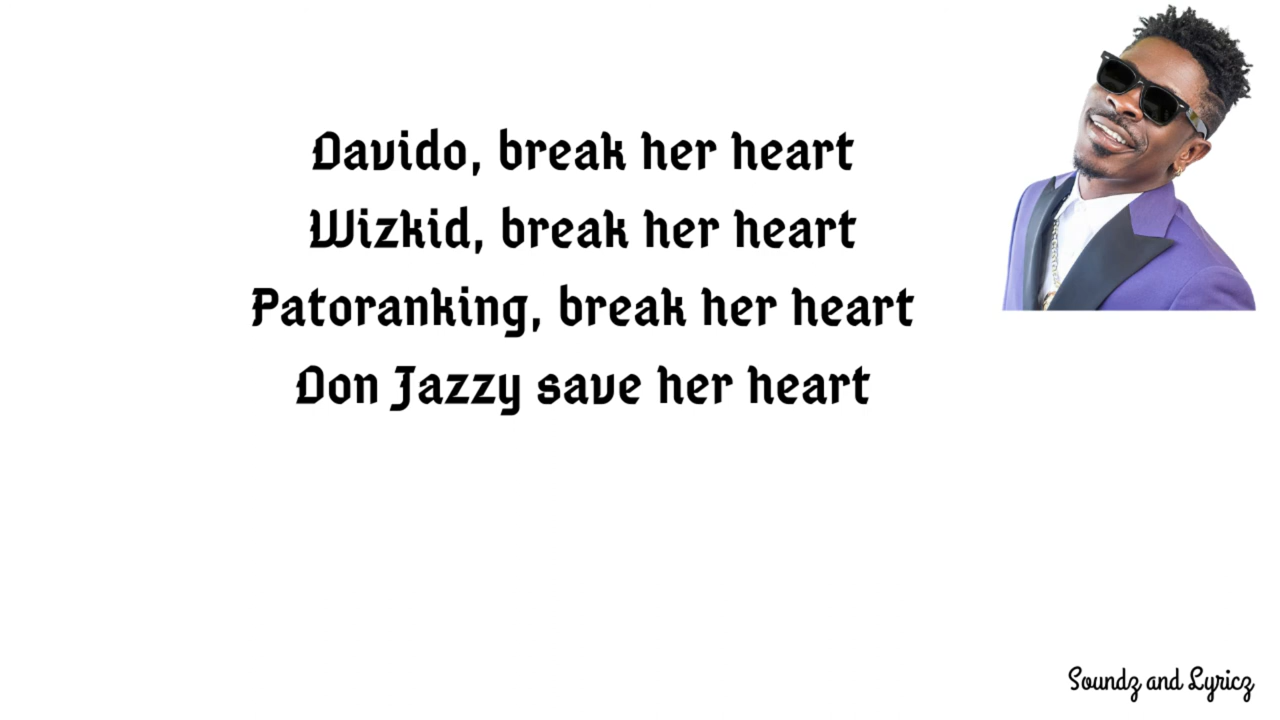 Davido, break her heart
Wizkid, break her heart
Patoranking, break her heart
Don Jazzy save her heart
Soundz and Lyricz